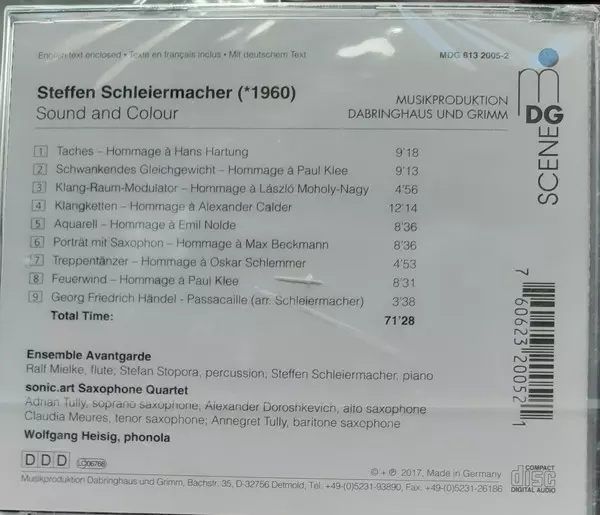 English text enclosed • Texte en français inclus • Mit deutschem Text
MDG 613 2005-2
Steffen Schleiermacher (*1960)
Sound and Colour
MUSIKPRODUKTION
DABRINGHAUS UND GRIMM
DG
SCENE
1 Taches – Hommage à Hans Hartung 9'18
2 Schwankendes Gleichgewicht – Hommage à Paul Klee 9'13
3 Klang-Raum-Modulator – Hommage à László Moholy-Nagy 4'56
4 Klangketten – Hommage à Alexander Calder 12'14
5 Aquarell – Hommage à Emil Nolde 8'36
6 Porträt mit Saxophon – Hommage à Max Beckmann 8'36
7 Treppentänzer – Hommage à Oskar Schlemmer 4'53
8 Feuerwind – Hommage à Paul Klee 8'31
9 Georg Friedrich Händel - Passacaille (arr. Schleiermacher) 3'38
Total Time: 71'28
Ensemble Avantgarde
Ralf Mielke, flute; Stefan Stopora, percussion; Steffen Schleiermacher, piano
sonic.art Saxophone Quartet
Adrian Tully, soprano saxophone; Alexander Doroshkevich, alto saxophone
Claudia Meures, tenor saxophone; Annegret Tully, baritone saxophone
Wolfgang Heisig, phonola
DDD LC06768
℗ + © 2017, Made in Germany
Musikproduktion Dabringhaus und Grimm, Bachstr. 35, D-32756 Detmold, Tel. +49-(0)5231-93890, Fax: +49-(0)5231-26186
COMPACT
disc
DIGITAL AUDIO
7 60623 20052 1